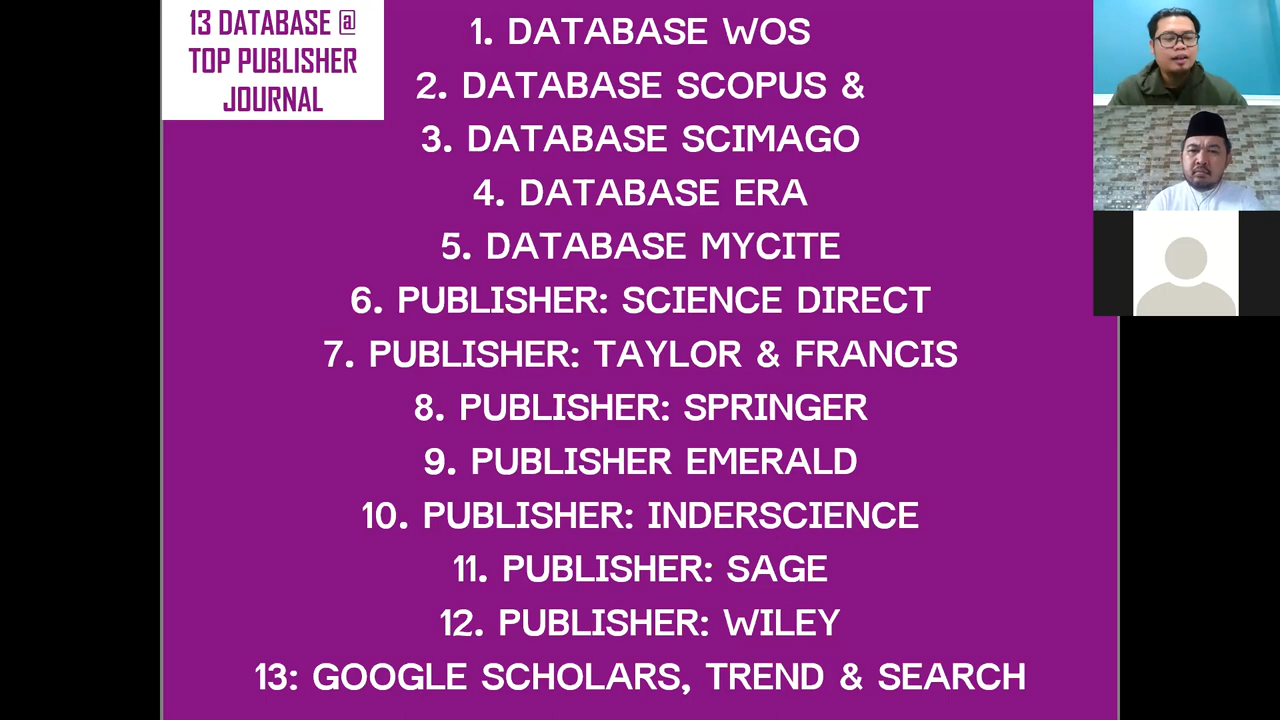 13 DATABASE @
TOP PUBLISHER
JOURNAL
1. DATABASE WOS
2. DATABASE SCOPUS &
3. DATABASE SCIMAGO
4. DATABASE ERA
5. DATABASE MYCITE
6. PUBLISHER: SCIENCE DIRECT
7. PUBLISHER: TAYLOR & FRANCIS
8. PUBLISHER: SPRINGER
9. PUBLISHER EMERALD
10. PUBLISHER: INDERSCIENCE
11. PUBLISHER: SAGE
12. PUBLISHER: WILEY
13: GOOGLE SCHOLARS, TREND & SEARCH